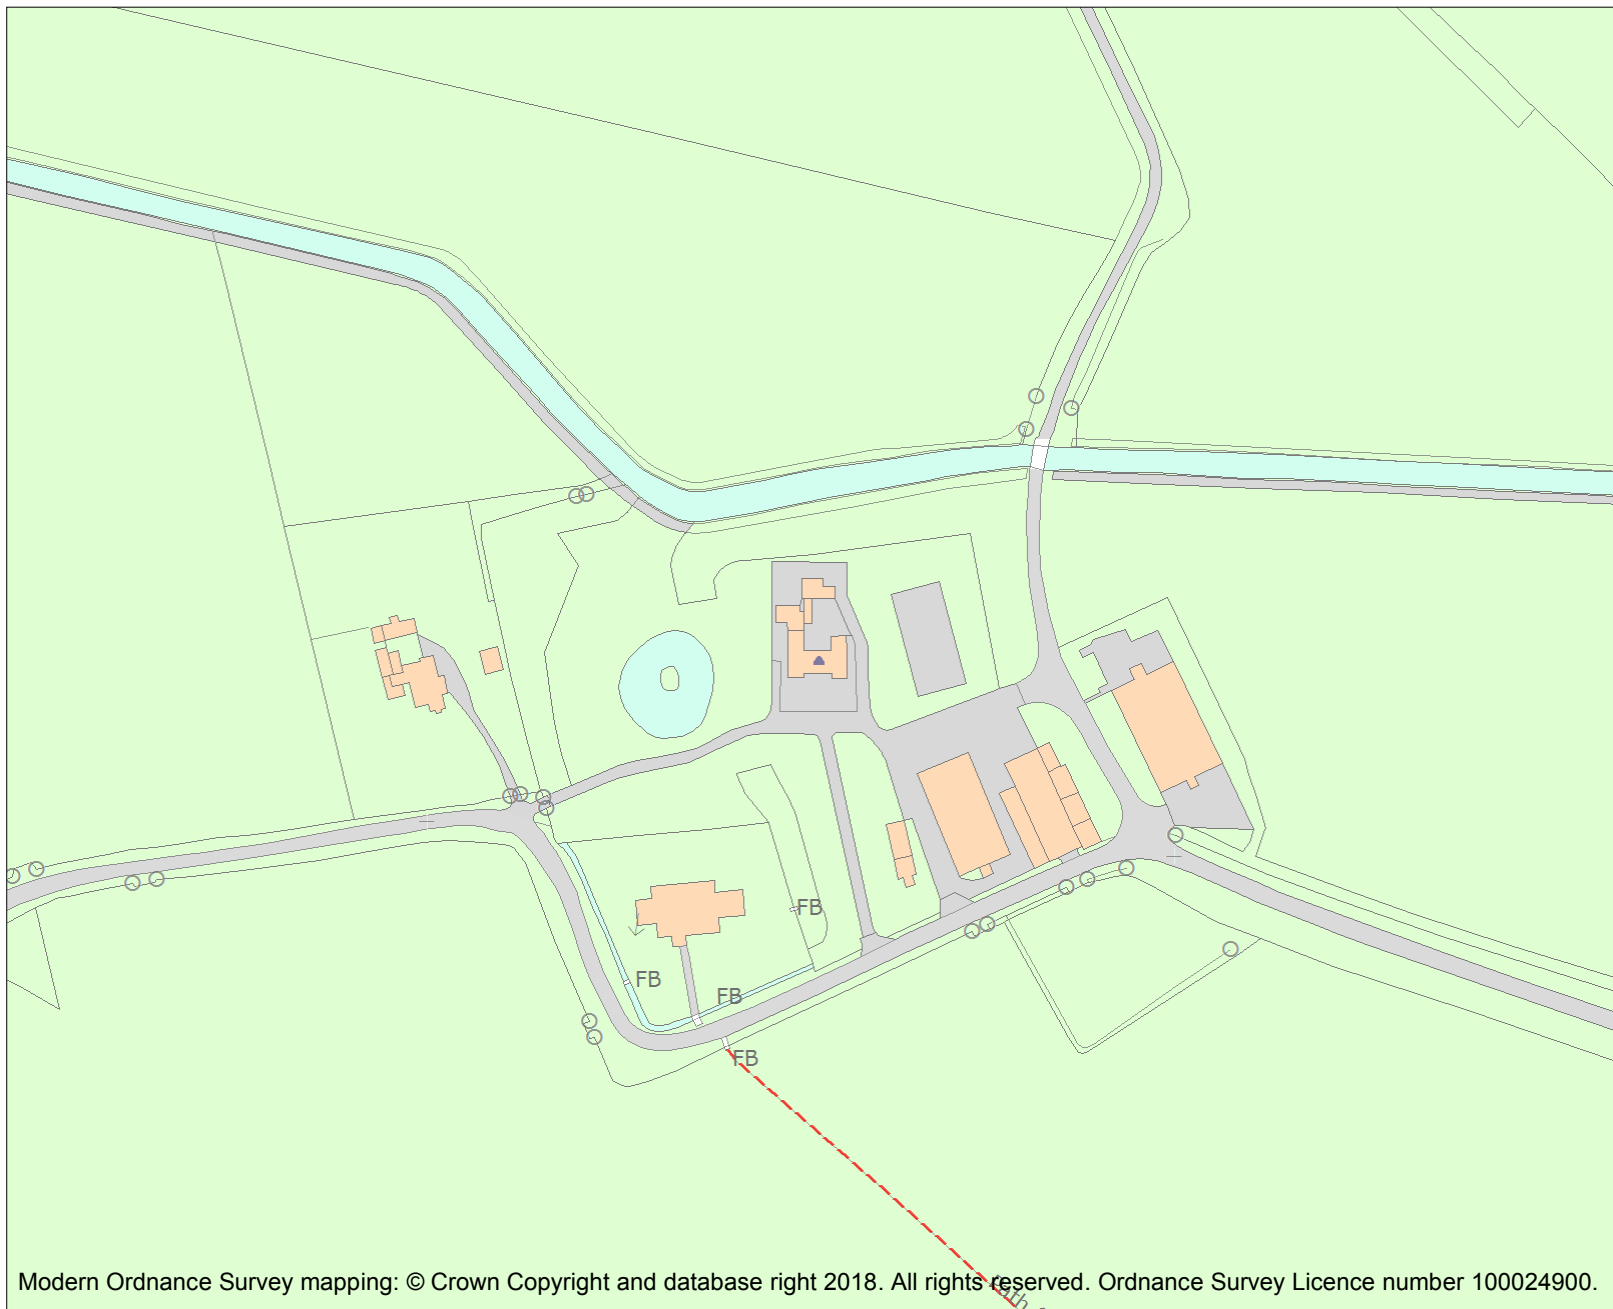 FB
FB
FB
FB
Modern Ordnance Survey mapping: © Crown Copyright and database right 2018. All rights reserved. Ordnance Survey Licence number 100024900.